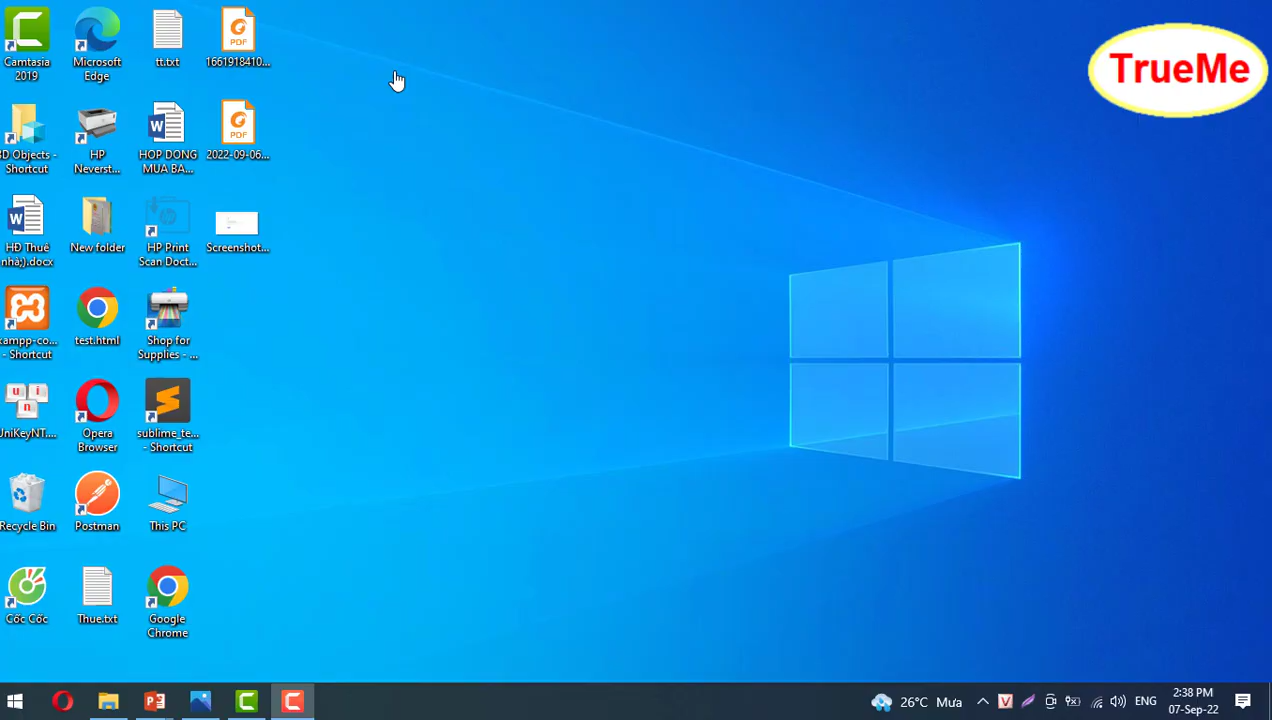 TrueMe
Camtasia
2019
Microsoft
Edge
tt.txt
PDF
1661918410...
3D Objects -
Shortcut
HP
Neverst...
HOP DONG
MUA BA...
PDF
2022-09-06...
HĐ Thuê
nhà;).docx
New folder
HP Print
Scan Doct...
Screenshot...
xampp-co...
- Shortcut
test.html
Shop for
Supplies - ...
UniKeyNT....
Opera
Browser
sublime_te...
- Shortcut
Recycle Bin
Postman
This PC
Cốc Cốc
Thue.txt
Google
Chrome
26°C Mưa
ENG
2:38 PM
07-Sep-22